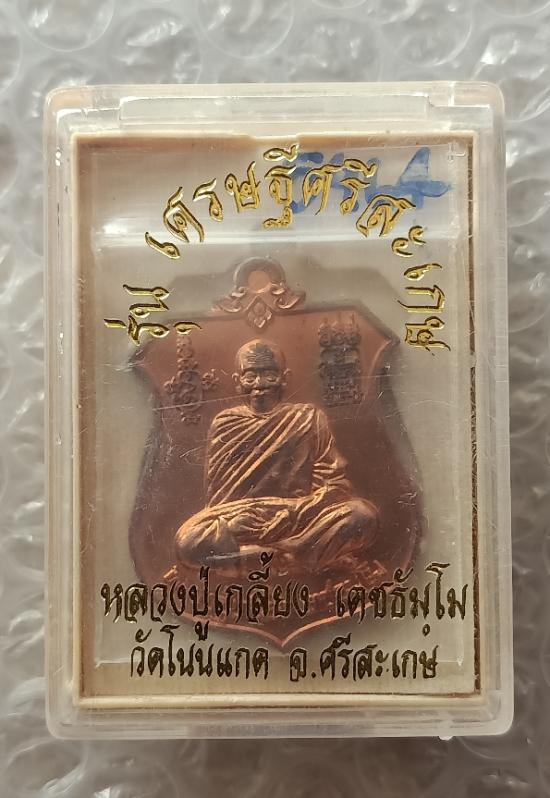 รุ่น เศรษฐีศรีสะเกษ
หลวงปู่เกลี้ยง เตชธัมฺโม
วัดโนนแกด จ.ศรีสะเกษ